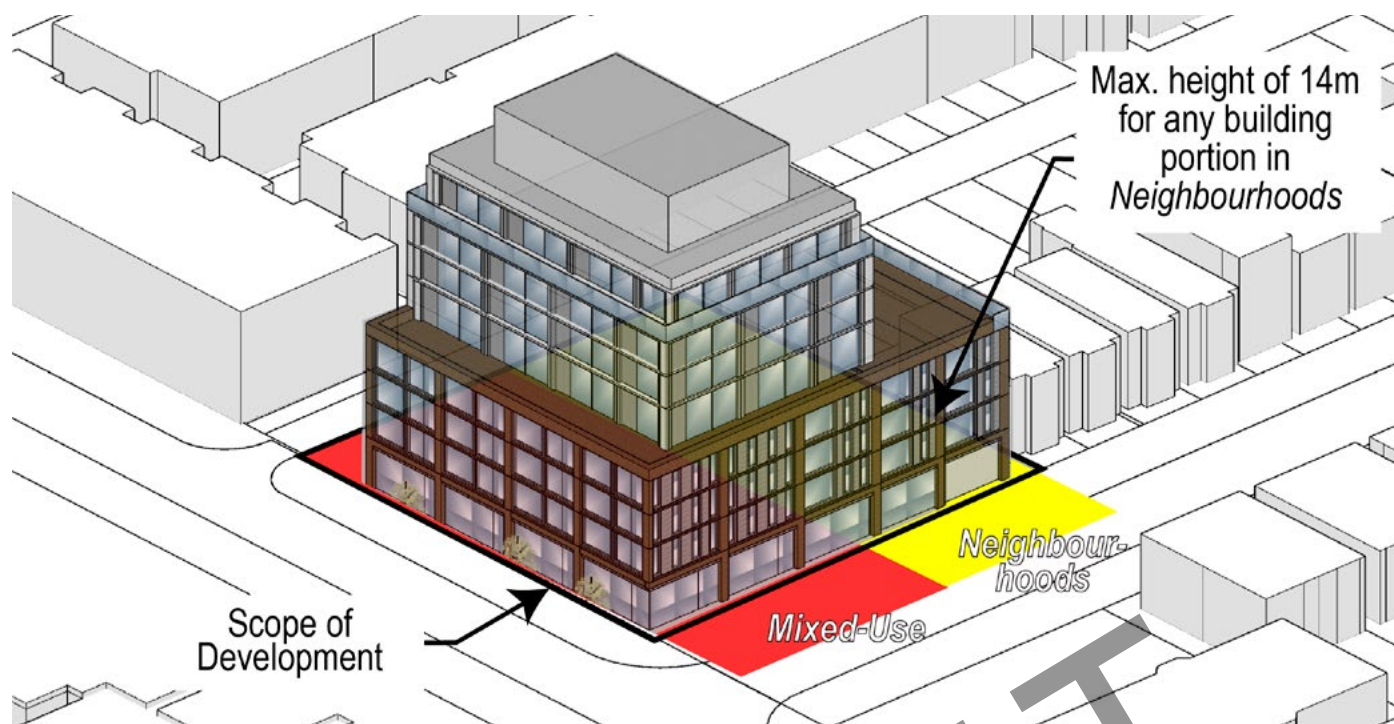 Max. height of 14m
for any building
portion in
Neighbourhoods
Neighbour-
hoods
Mixed-Use
Scope of
Development